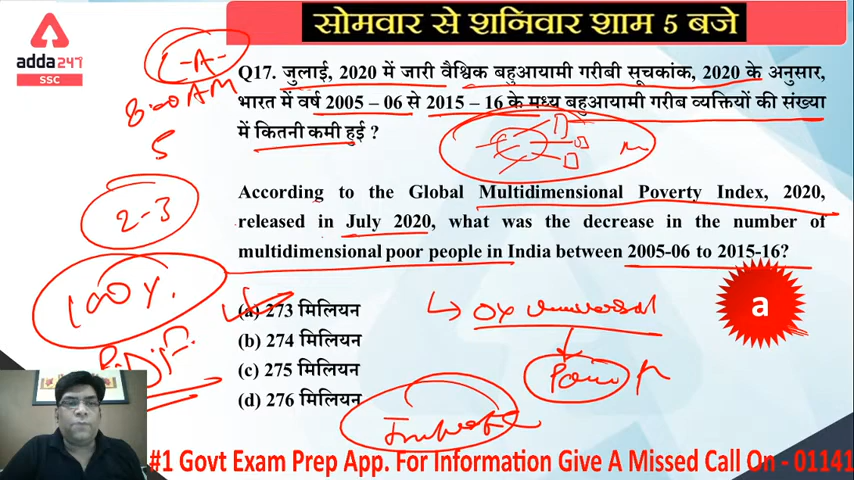 सोमवार से शनिवार शाम 5 बजे
adda247
SSC
1-A-
8:00 AM
5
2-3
100%.
P.D.F.
Q17. जुलाई, 2020 में जारी वैश्विक बहुआयामी गरीबी सूचकांक, 2020 के अनुसार,
भारत में वर्ष 2005 – 06 से 2015 – 16 के मध्य बहुआयामी गरीब व्यक्तियों की संख्या
में कितनी कमी हुई ?
According to the Global Multidimensional Poverty Index, 2020,
released in July 2020, what was the decrease in the number of
multidimensional poor people in India between 2005-06 to 2015-16?
(a) 273 मिलियन
(b) 274 मिलियन
(c) 275 मिलियन
(d) 276 मिलियन
a
#1 Govt Exam Prep App. For Information Give A Missed Call On - 01141